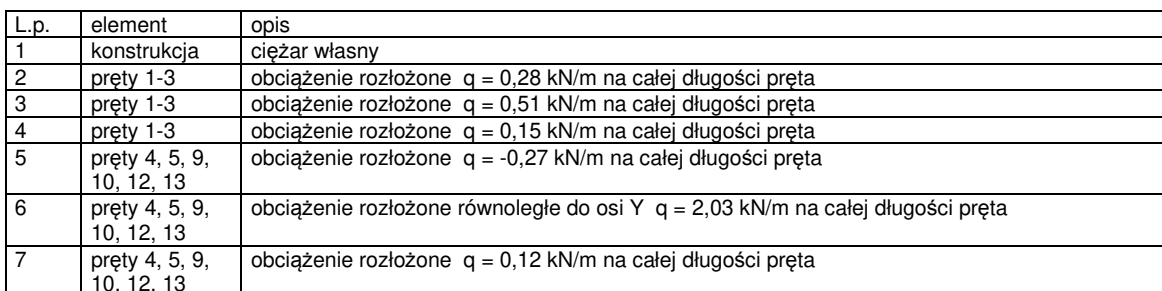 L.p. element opis
1 konstrukcja ciężar własny
2 pręty 1-3 obciążenie rozłożone q = 0,28 kN/m na całej długości pręta
3 pręty 1-3 obciążenie rozłożone q = 0,51 kN/m na całej długości pręta
4 pręty 1-3 obciążenie rozłożone q = 0,15 kN/m na całej długości pręta
5 pręty 4, 5, 9, obciążenie rozłożone q = -0,27 kN/m na całej długości pręta
10, 12, 13
6 pręty 4, 5, 9, obciążenie rozłożone równoległe do osi Y q = 2,03 kN/m na całej długości pręta
10, 12, 13
7 pręty 4, 5, 9, obciążenie rozłożone q = 0,12 kN/m na całej długości pręta
10, 12, 13